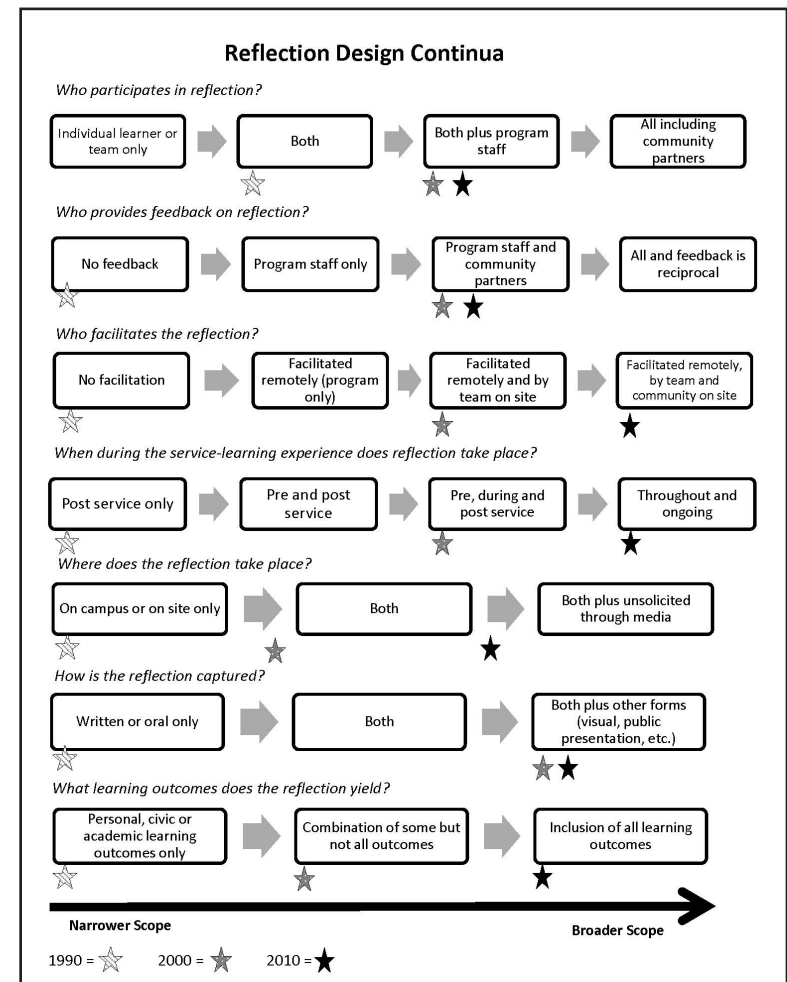 Reflection Design Continua
Who participates in reflection?
Individual learner or
team only
Both
Both plus program
staff
All including
community
partners
Who provides feedback on reflection?
No feedback
Program staff only
Program staff and
community
partners
All and feedback is
reciprocal
Who facilitates the reflection?
No facilitation
Facilitated
remotely (program
only)
Facilitated
remotely and by
team on site
Facilitated remotely,
by team and
community on site
When during the service-learning experience does reflection take place?
Post service only
Pre and post
service
Pre, during and
post service
Throughout and
ongoing
Where does the reflection take place?
On campus or on site only
Both
Both plus unsolicited
through media
How is the reflection captured?
Written or oral only
Both
Both plus other forms
(visual, public
presentation, etc.)
What learning outcomes does the reflection yield?
Personal, civic or
academic learning
outcomes only
Combination of some but
not all outcomes
Inclusion of all learning
outcomes
Narrower Scope
Broader Scope
1990 =
2000 =
2010 =